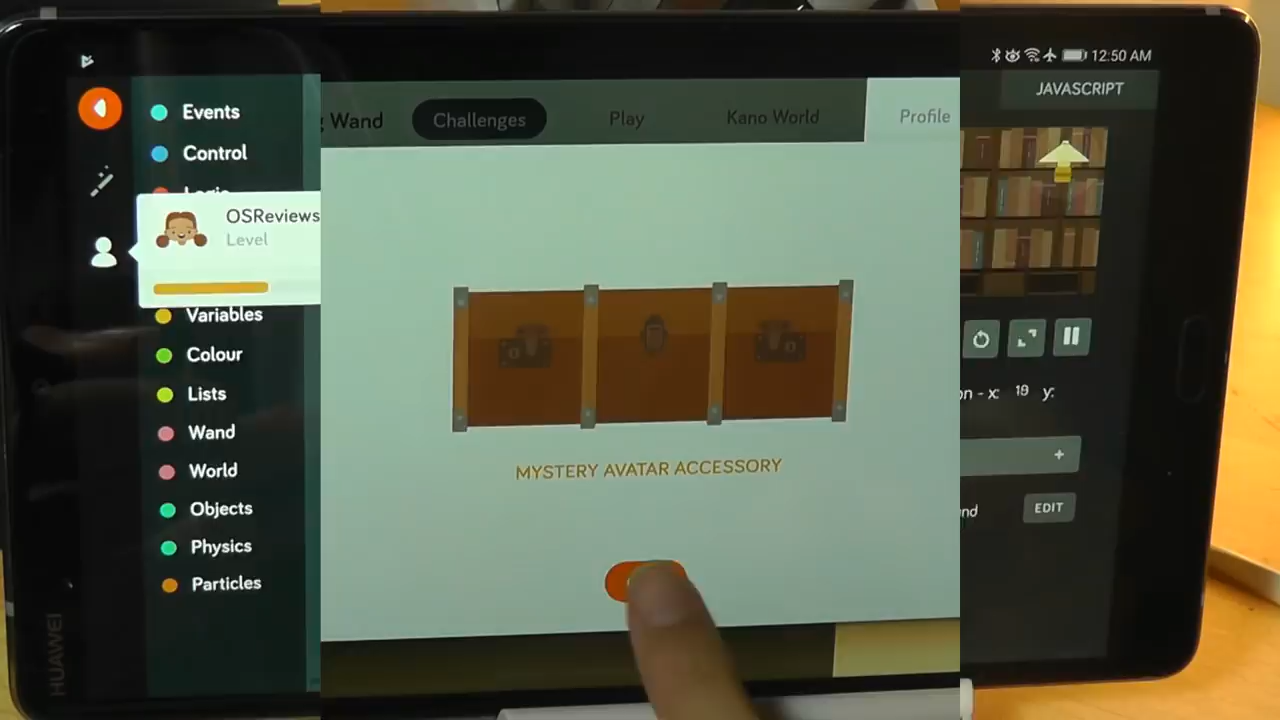 Events
Control
Logic
OSReviews
Level
Variables
Colour
Lists
Wand
World
Objects
Physics
Particles
HUAWEI
Wand
Challenges
Play
Kano World
Profile
MYSTERY AVATAR ACCESSORY
12:50 AM
JAVASCRIPT
on - x: 19 y:
+
EDIT